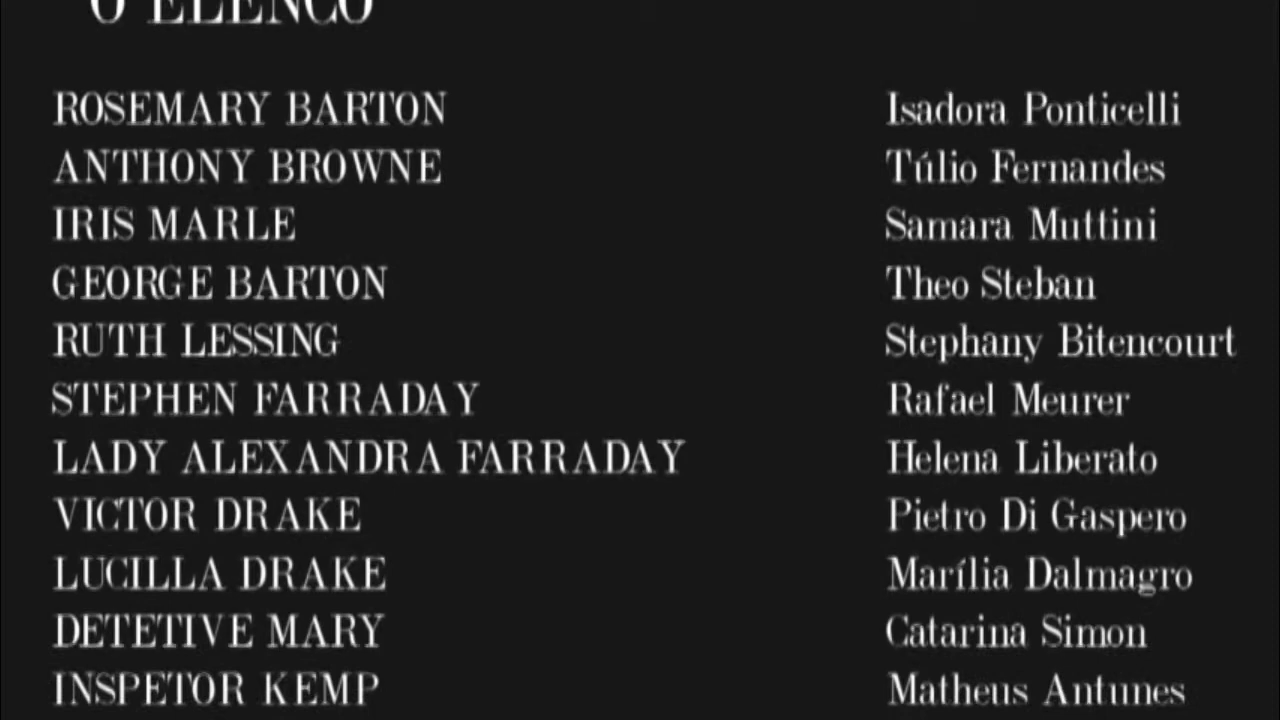 O ELENCO
ROSEMARY BARTON Isadora Ponticelli
ANTHONY BROWNE Túlio Fernandes
IRIS MARLE Samara Muttini
GEORGE BARTON Theo Steban
RUTH LESSING Stephany Bitencourt
STEPHEN FARRADAY Rafael Meurer
LADY ALEXANDRA FARRADAY Helena Liberato
VICTOR DRAKE Pietro Di Gaspero
LUCILLA DRAKE Marília Dalmagro
DETETIVE MARY Catarina Simon
INSPETOR KEMP Matheus Antunes